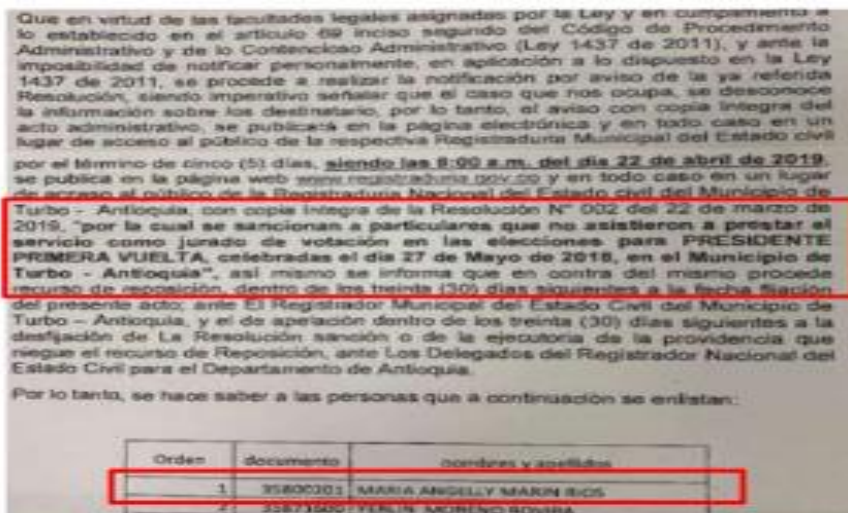 Que en virtud de las facultades legales asignadas por la Ley y en cumplimiento a
lo establecido en el artículo 69 inciso segundo del Código de Procedimiento
Administrativo y de lo Contencioso Administrativo (Ley 1437 de 2011), y ante la
imposibilidad de notificar personalmente, en aplicación a lo dispuesto en la Ley
1437 de 2011, se procede a realizar la notificación por aviso de la ya referida
Resolución, siendo imperativo señalar que el caso que nos ocupa, se desconoce
la información sobre los destinatario, por lo tanto, el aviso con copia íntegra del
acto administrativo, se publicará en la página electrónica y en todo caso en un
lugar de acceso al público de la respectiva Registraduría Municipal del Estado civil
por el término de cinco (5) días, siendo las 8:00 a.m. del día 22 de abril de 2019,
se publica en la página web www.registraduria.gov.co y en todo caso en un lugar
de acceso al público de la Registraduría Nacional del Estado civil del Municipio de
Turbo - Antioquia, con copia íntegra de la Resolución N° 002 del 22 de marzo de
2019, "por la cual se sancionan a particulares que no asistieron a prestar el
servicio como jurado de votación en las elecciones para PRESIDENTE
PRIMERA VUELTA, celebradas el día 27 de Mayo de 2018, en el Municipio de
Turbo - Antioquia", así mismo se informa que en contra del mismo procede
recurso de reposición, dentro de los treinta (30) días siguientes a la fecha fijación
del presente acto; ante El Registrador Municipal del Estado Civil del Municipio de
Turbo – Antioquia, y el de apelación dentro de los treinta (30) días siguientes a la
desfijación de La Resolución sanción o de la ejecutoria de la providencia que
niegue el recurso de Reposición, ante Los Delegados del Registrador Nacional del
Estado Civil para el Departamento de Antioquia.
Por lo tanto, se hace saber a las personas que a continuación se enlistan:
Orden documento nombres y apellidos
1 35800201 MARIA ANGELLY MARIN RIOS
2 YERLIN MORENO